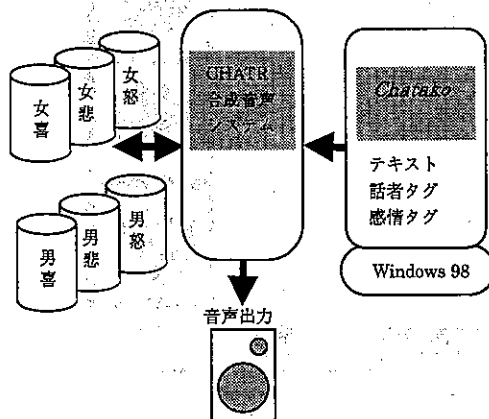 女喜
女悲
女怒
男喜
男悲
男怒
CHATR
合成音声
システム
Chatako
テキスト
話者タグ
感情タグ
Windows 98
音声出力